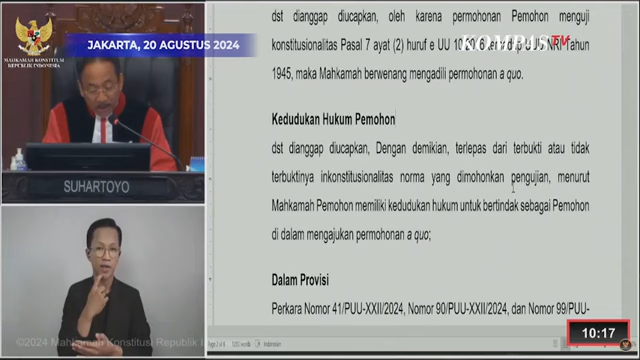 MAHKAMAH KONSTITUSI
REPUBLIK INDONESIA
JAKARTA, 20 AGUSTUS 2024
KOMPAS TV
SUHARTOYO
dst dianggap diucapkan, oleh karena permohonan Pemohon menguji
konstitusionalitas Pasal 7 ayat (2) huruf e UU NRI Tahun
1945, maka Mahkamah berwenang mengadili permohonan a quo.
Kedudukan Hukum Pemohon
dst dianggap diucapkan, Dengan demikian, terlepas dari terbukti atau tidak
terbuktinya inkonstitusionalitas norma yang dimohonkan pengujian, menurut
Mahkamah Pemohon memiliki kedudukan hukum untuk bertindak sebagai Pemohon
di dalam mengajukan permohonan a quo;
Dalam Provisi
Perkara Nomor 41/PUU-XXII/2024, Nomor 90/PUU-XXII/2024, dan Nomor 99/PUU-
©2024 Mahkamah Konstitusi Republik
10:17